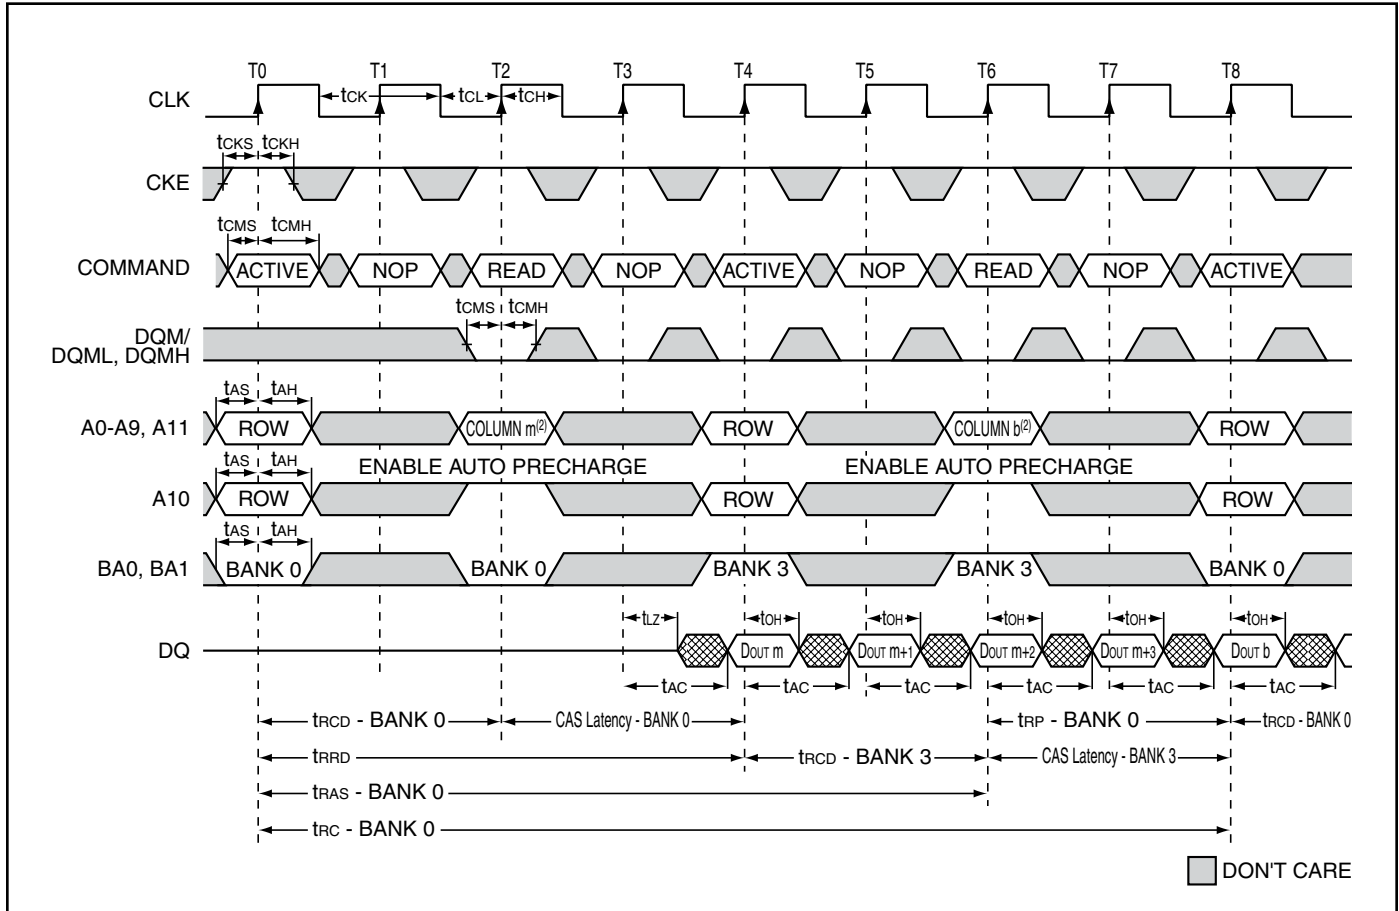 T0 T1 T2 T3 T4 T5 T6 T7 T8
CLK tCK tCL tCH
tCKS tCKH
CKE
tCMS tCMH
COMMAND ACTIVE NOP READ NOP ACTIVE NOP READ NOP ACTIVE
tCMS tCMH
DQM/
DQML, DQMH
tAS tAH
A0-A9, A11 ROW COLUMN m(2) ROW COLUMN b(2) ROW
tAS tAH ENABLE AUTO PRECHARGE ENABLE AUTO PRECHARGE
A10 ROW ROW ROW
tAS tAH
BA0, BA1 BANK 0 BANK 0 BANK 3 BANK 3 BANK 0
tLZ tOH tOH tOH tOH tOH
DQ DOUT m DOUT m+1 DOUT m+2 DOUT m+3 DOUT b
tAC tAC tAC tAC tAC tAC
tRCD - BANK 0 CAS Latency - BANK 0 tRP - BANK 0 tRCD - BANK 0
tRRD tRCD - BANK 3 CAS Latency - BANK 3
tRAS - BANK 0
tRC - BANK 0
DON'T CARE